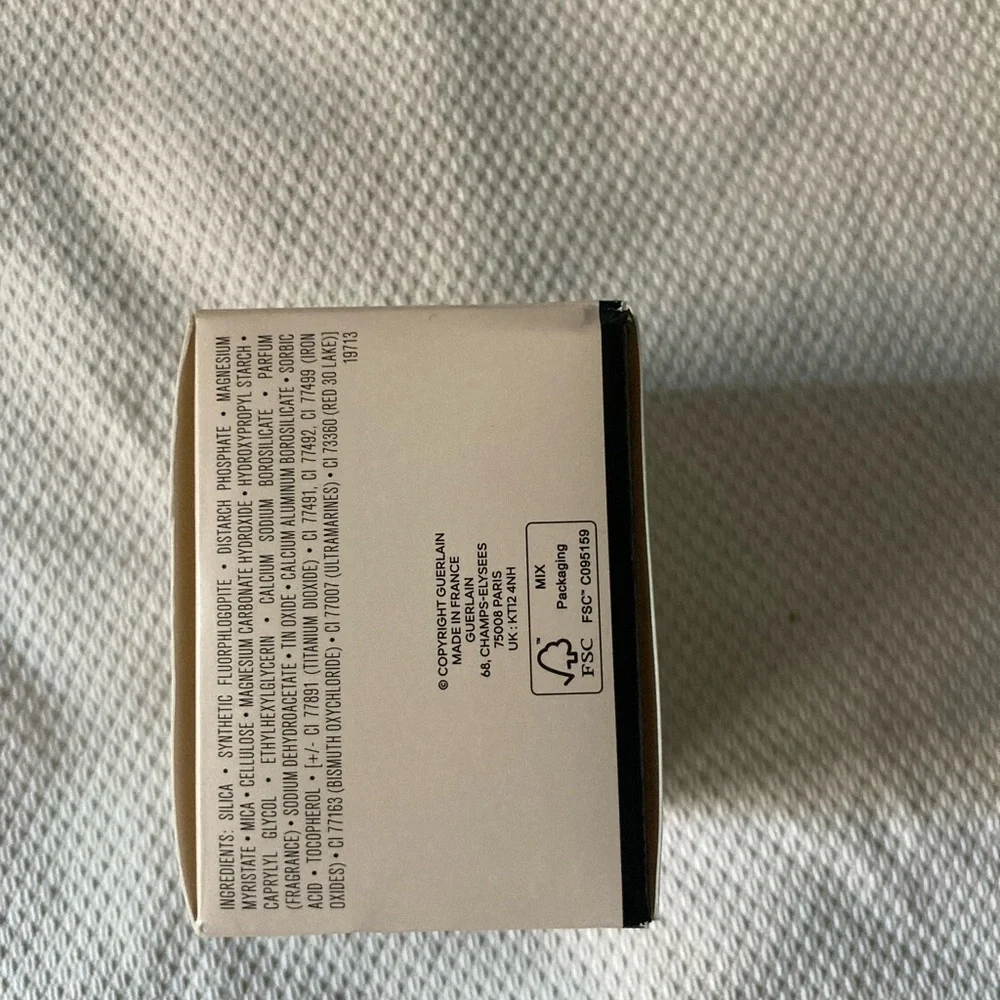 INGREDIENTS: SILICA • SYNTHETIC FLUORPHLOGOPITE • DISTARCH PHOSPHATE • MAGNESIUM
MYRISTATE • MICA • CELLULOSE • MAGNESIUM CARBONATE HYDROXIDE • HYDROXYPROPYL STARCH •
CAPRYLYL GLYCOL • ETHYLHEXYLGLYCERIN • CALCIUM SODIUM BOROSILICATE • PARFUM
(FRAGRANCE) • SODIUM DEHYDROACETATE • TIN OXIDE • CALCIUM ALUMINUM BOROSILICATE • SORBIC
ACID • TOCOPHEROL • [+/- CI 77891 (TITANIUM DIOXIDE) • CI 77491, CI 77492, CI 77499 (IRON
OXIDES) • CI 77163 (BISMUTH OXYCHLORIDE) • CI 77007 (ULTRAMARINES) • CI 73360 (RED 30 LAKE)]
19713
© COPYRIGHT GUERLAIN
MADE IN FRANCE
GUERLAIN
68, CHAMPS-ELYSEES
75008 PARIS
UK : KT12 4NH
MIX
Packaging
FSC™ C095159
™
FSC